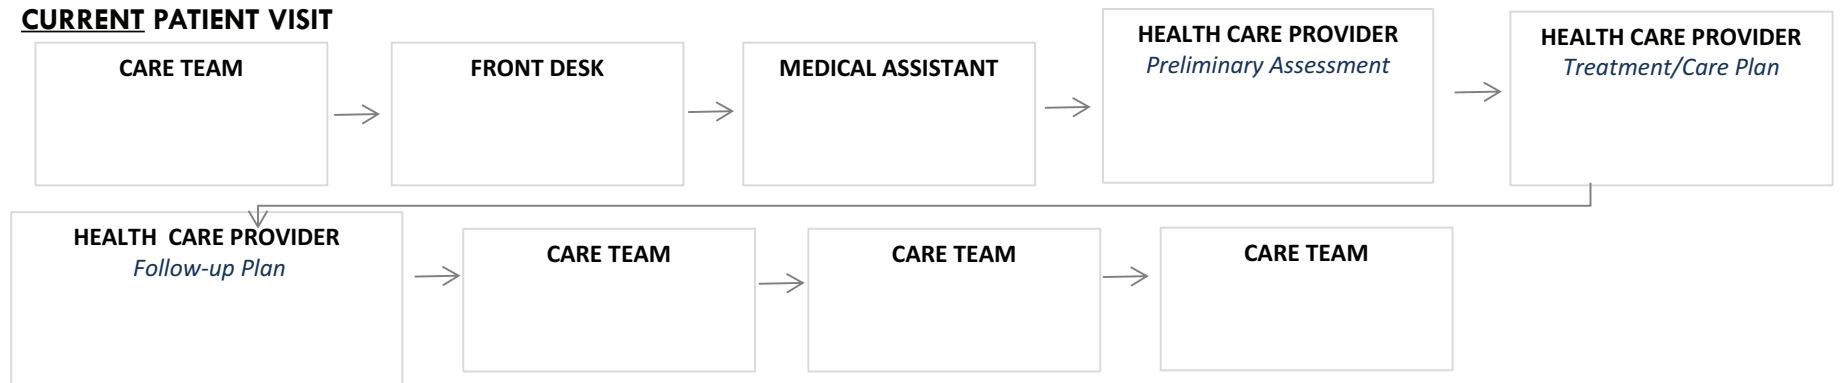 CURRENT PATIENT VISIT
CARE TEAM
FRONT DESK
MEDICAL ASSISTANT
HEALTH CARE PROVIDER
Preliminary Assessment
HEALTH CARE PROVIDER
Treatment/Care Plan
HEALTH CARE PROVIDER
Follow-up Plan
CARE TEAM
CARE TEAM
CARE TEAM